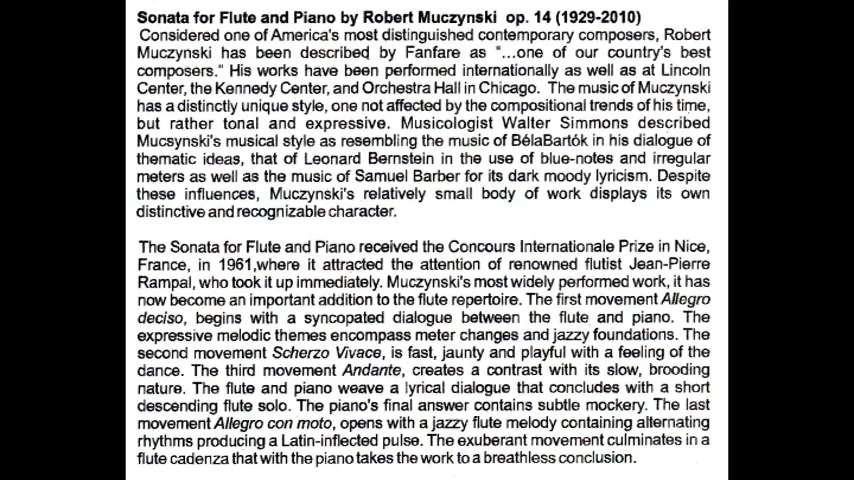 Sonata for Flute and Piano by Robert Muczynski op. 14 (1929-2010)
Considered one of America's most distinguished contemporary composers, Robert
Muczynski has been described by Fanfare as "...one of our country's best
composers." His works have been performed internationally as well as at Lincoln
Center, the Kennedy Center, and Orchestra Hall in Chicago. The music of Muczynski
has a distinctly unique style, one not affected by the compositional trends of his time,
but rather tonal and expressive. Musicologist Walter Simmons described
Mucsynski's musical style as resembling the music of BélaBartók in his dialogue of
thematic ideas, that of Leonard Bernstein in the use of blue-notes and irregular
meters as well as the music of Samuel Barber for its dark moody lyricism. Despite
these influences, Muczynski's relatively small body of work displays its own
distinctive and recognizable character.
The Sonata for Flute and Piano received the Concours Internationale Prize in Nice,
France, in 1961,where it attracted the attention of renowned flutist Jean-Pierre
Rampal, who took it up immediately. Muczynski's most widely performed work, it has
now become an important addition to the flute repertoire. The first movement Allegro
deciso, begins with a syncopated dialogue between the flute and piano. The
expressive melodic themes encompass meter changes and jazzy foundations. The
second movement Scherzo Vivace, is fast, jaunty and playful with a feeling of the
dance. The third movement Andante, creates a contrast with its slow, brooding
nature. The flute and piano weave a lyrical dialogue that concludes with a short
descending flute solo. The piano's final answer contains subtle mockery. The last
movement Allegro con moto, opens with a jazzy flute melody containing alternating
rhythms producing a Latin-inflected pulse. The exuberant movement culminates in a
flute cadenza that with the piano takes the work to a breathless conclusion.